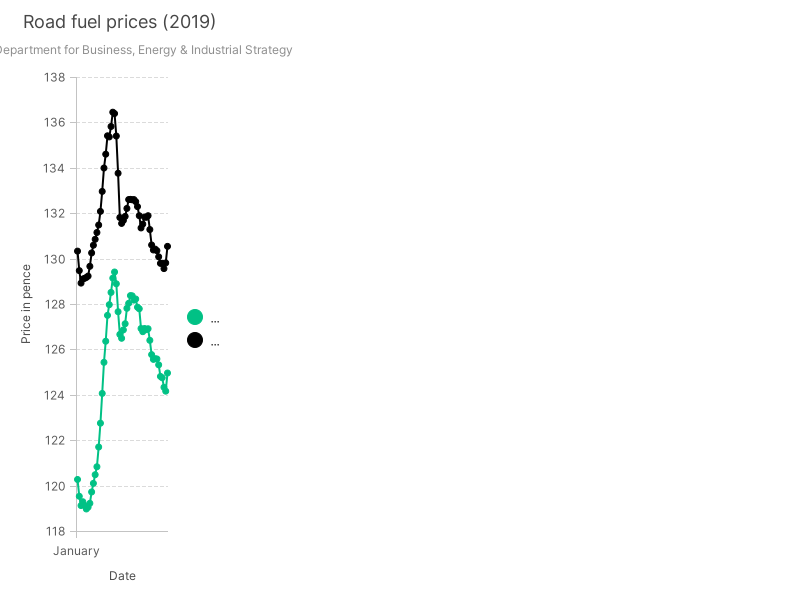 Road fuel prices (2019)
Department for Business, Energy & Industrial Strategy
138
136
134
132
130
128
126
124
122
120
118
Price in pence
January
Date
...
...